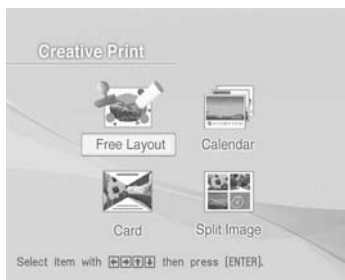 Creative Print
Free Layout
Calendar
Card
Split Image
Select item with ←→↑↓ then press [ENTER].